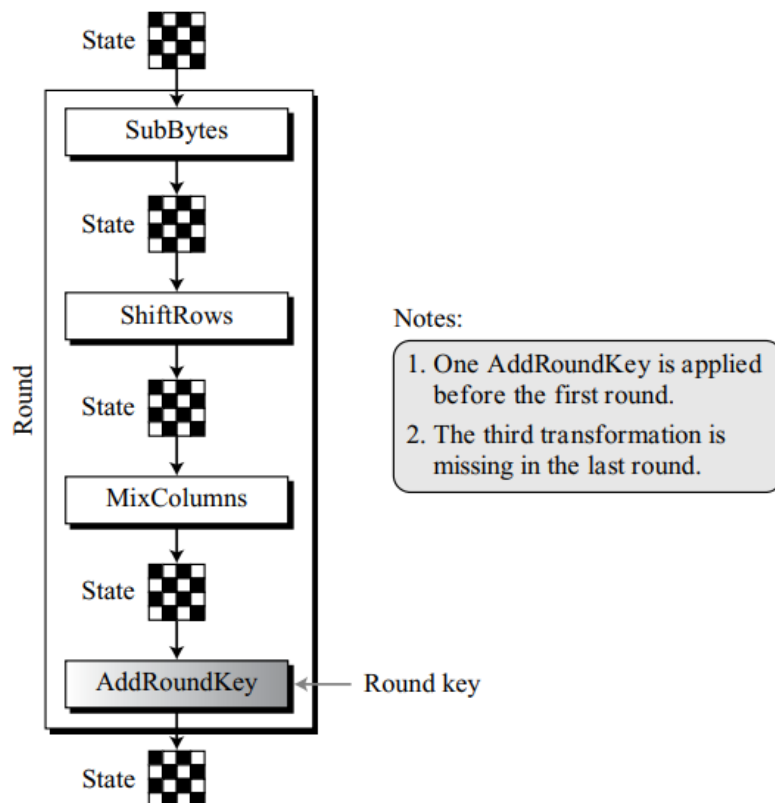 State
SubBytes
State
ShiftRows
State
MixColumns
State
AddRoundKey
Round key
State
Round
Notes:
1. One AddRoundKey is applied
before the first round.
2. The third transformation is
missing in the last round.